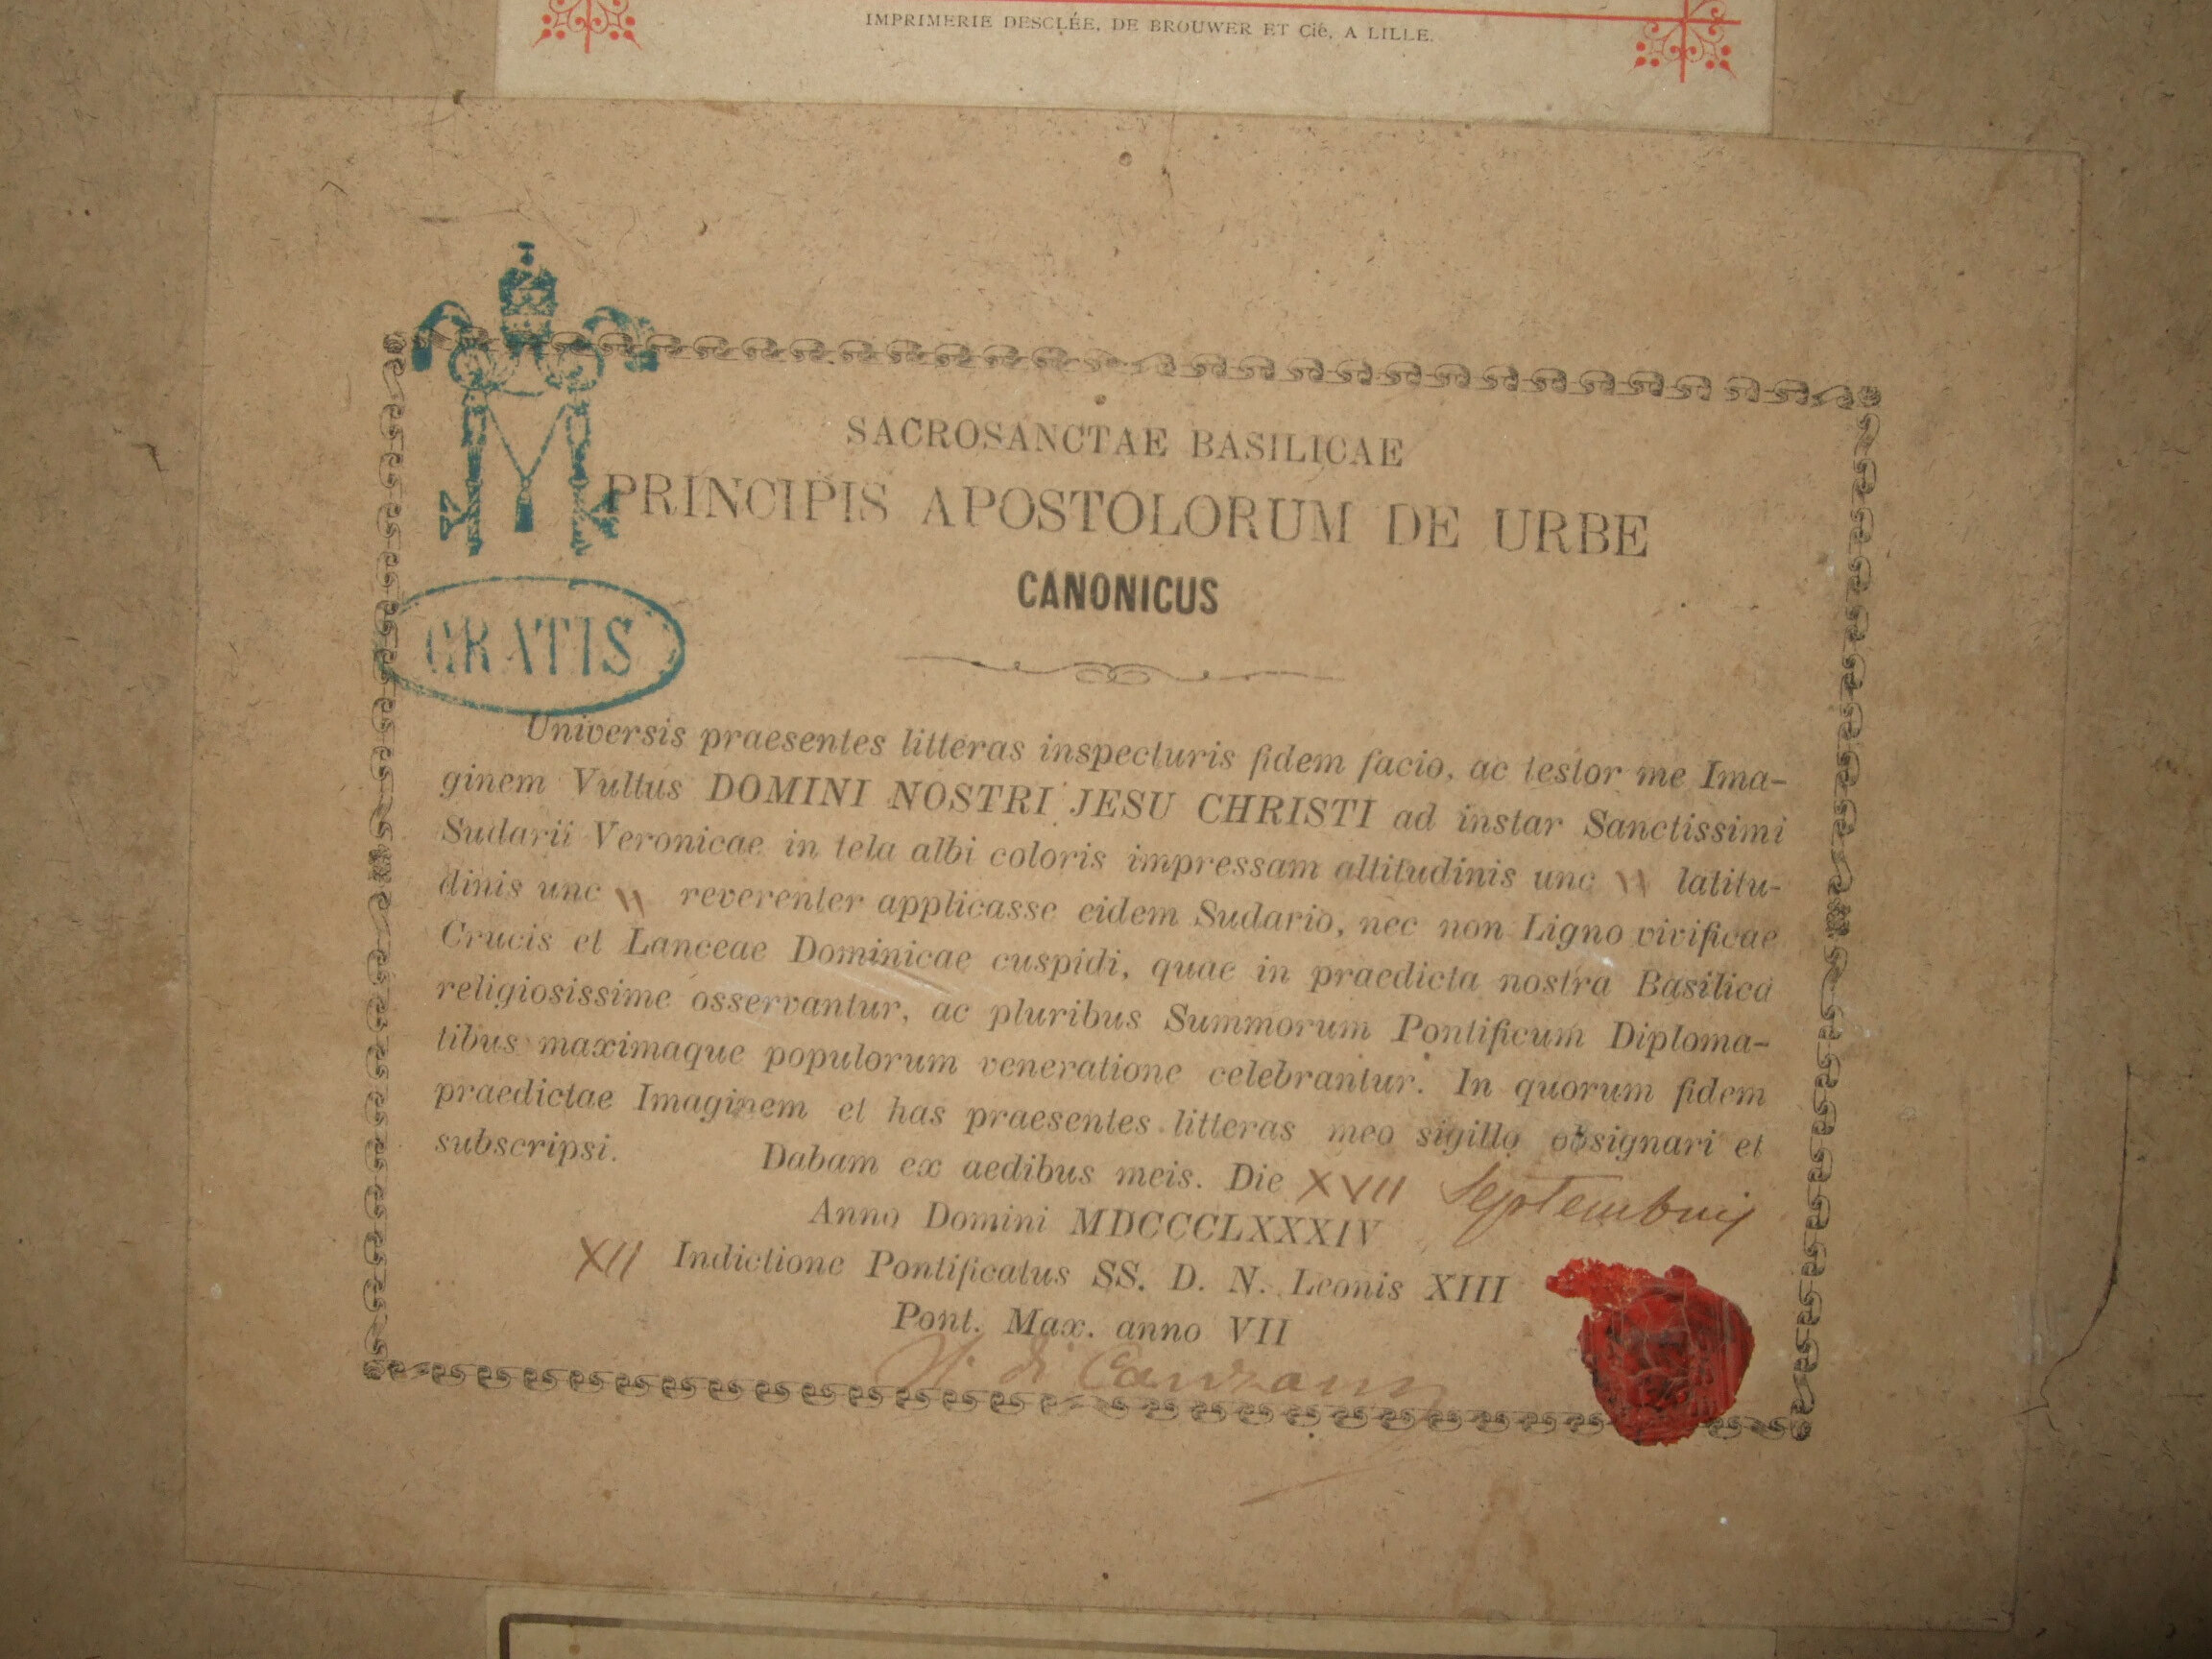 IMPRIMERIE DESCLÉE, DE BROUWER ET Cie, A LILLE.
SACROSANCTAE BASILICAE
PRINCIPIS APOSTOLORUM DE URBE
CANONICUS
GRATIS
Universis praesentes litteras inspecturis fidem facio, ac testor me Ima-
ginem Vultus DOMINI NOSTRI JESU CHRISTI ad instar Sanctissimi
Sudarii Veronicae in tela albi coloris impressam altitudinis unc \\ latitu-
dinis unc \\ reverenter applicasse eidem Sudario, nec non Ligno vivificae
Crucis et Lanceae Dominicae cuspidi, quae in praedicta nostra Basilica
religiosissime osservantur, ac pluribus Summorum Pontificum Diploma-
tibus maximaque populorum veneratione celebrantur. In quorum fidem
praedictae Imaginem et has praesentes litteras meo sigillo obsignari et
subscripsi. Dabam ex aedibus meis. Die XVII Septembris
Anno Domini MDCCCLXXXIV
XII Indictione Pontificatus SS. D. N. Leonis XIII
Pont. Max. anno VII